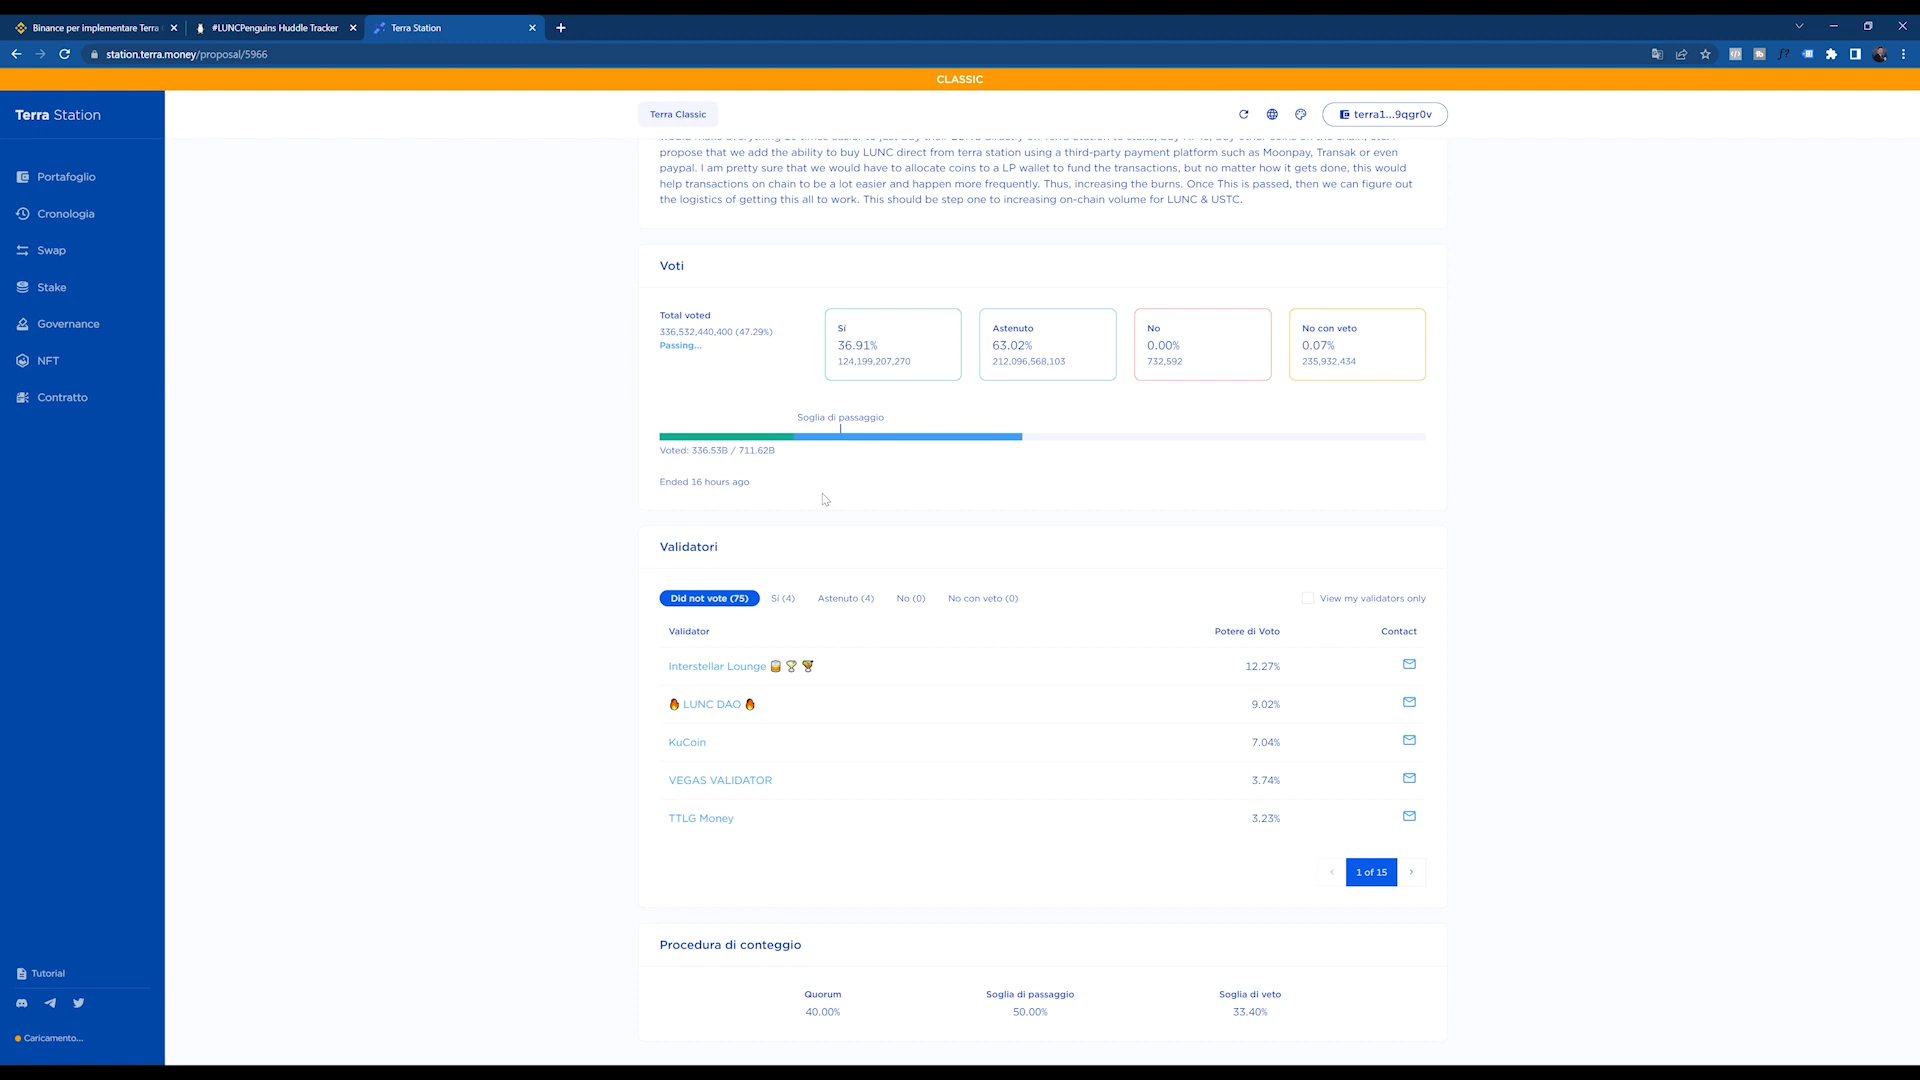 Binance per implementare Terra
#LUNCPenguins Huddle Tracker
Terra Station
station.terra.money/proposal/5966
CLASSIC
Terra Station
Terra Classic
terra1...9qgr0v
Portafoglio
Cronologia
Swap
Stake
Governance
NFT
Contratto
propose that we add the ability to buy LUNC direct from terra station using a third-party payment platform such as Moonpay, Transak or even
paypal. I am pretty sure that we would have to allocate coins to a LP wallet to fund the transactions, but no matter how it gets done, this would
help transactions on chain to be a lot easier and happen more frequently. Thus, increasing the burns. Once This is passed, then we can figure out
the logistics of getting this all to work. This should be step one to increasing on-chain volume for LUNC & USTC.
Voti
Total voted
336,532,440,400 (47.29%)
Passing...
Sí
36.91%
124,199,207,270
Astenuto
63.02%
212,096,568,103
No
0.00%
732,592
No con veto
0.07%
235,932,434
Soglia di passaggio
Voted: 336.53B / 711.62B
Ended 16 hours ago
Validatori
Did not vote (75) Sí (4) Astenuto (4) No (0) No con veto (0) View my validators only
Validator Potere di Voto Contact
Interstellar Lounge 12.27%
LUNC DAO 9.02%
KuCoin 7.04%
VEGAS VALIDATOR 3.74%
TTLG Money 3.23%
1 of 15
Procedura di conteggio
Quorum Soglia di passaggio Soglia di veto
40.00% 50.00% 33.40%
Tutorial
Caricamento...